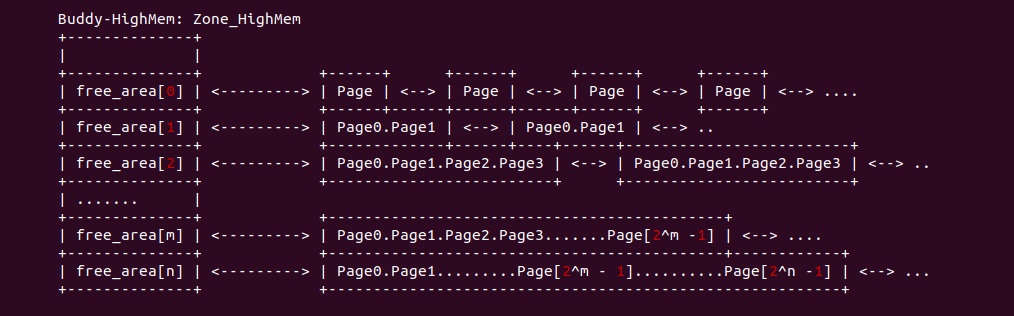 Buddy-HighMem: Zone_HighMem
+--------------+
|              |
+--------------+             +------+      +------+      +------+      +------+
| free_area[0] | <---------> | Page | <--> | Page | <--> | Page | <--> | Page | <--> ....
+--------------+             +------+------+------+------+------+      +------+
| free_area[1] | <---------> | Page0.Page1 | <--> | Page0.Page1 | <--> ..
+--------------+             +-------------+------+----+------+-------------------------+
| free_area[2] | <---------> | Page0.Page1.Page2.Page3 | <--> | Page0.Page1.Page2.Page3 | <--> ..
+--------------+             +-------------------------+      +-------------------------+
| .......      |
+--------------+             +--------------------------------------------+
| free_area[m] | <---------> | Page0.Page1.Page2.Page3.......Page[2^m -1] | <--> ....
+--------------+             +--------------------------------------------+------------+
| free_area[n] | <---------> | Page0.Page1.........Page[2^m - 1]..........Page[2^n -1] | <--> ...
+--------------+             +---------------------------------------------------------+